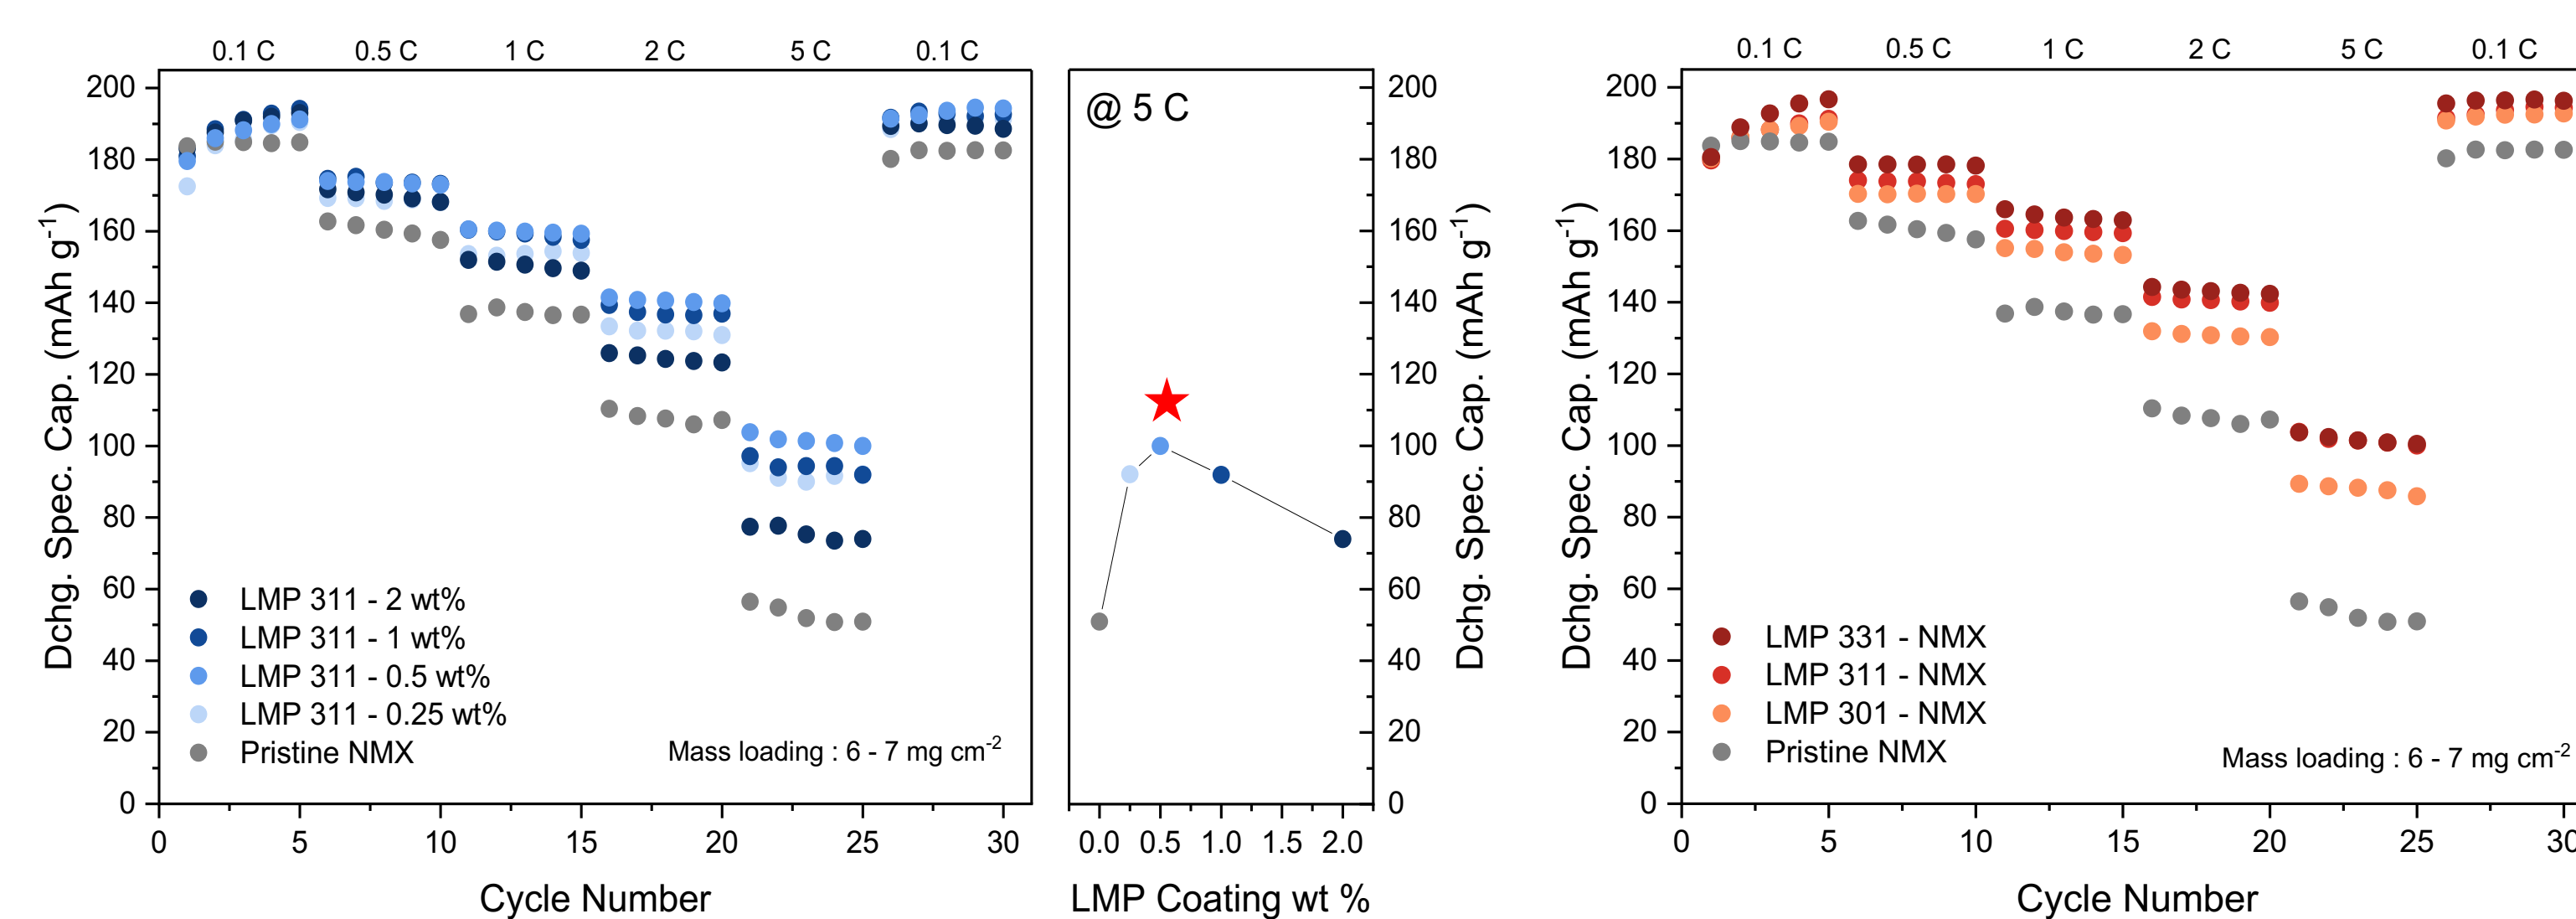 0.1 C 0.5 C 1 C 2 C 5 C 0.1 C
Dchg. Spec. Cap. (mAh g-1)
200
180
160
140
120
100
80
60
40
20
0
LMP 311 - 2 wt%
LMP 311 - 1 wt%
LMP 311 - 0.5 wt%
LMP 311 - 0.25 wt%
Pristine NMX
Mass loading : 6 - 7 mg cm-2
0 5 10 15 20 25 30
Cycle Number
@ 5 C
200
180
160
140
120
100
80
60
40
20
0
Dchg. Spec. Cap. (mAh g-1)
0.0 0.5 1.0 1.5 2.0
LMP Coating wt %
0.1 C 0.5 C 1 C 2 C 5 C 0.1 C
Dchg. Spec. Cap. (mAh g-1)
200
180
160
140
120
100
80
60
40
20
0
LMP 331 - NMX
LMP 311 - NMX
LMP 301 - NMX
Pristine NMX
Mass loading : 6 - 7 mg cm-2
0 5 10 15 20 25 30
Cycle Number